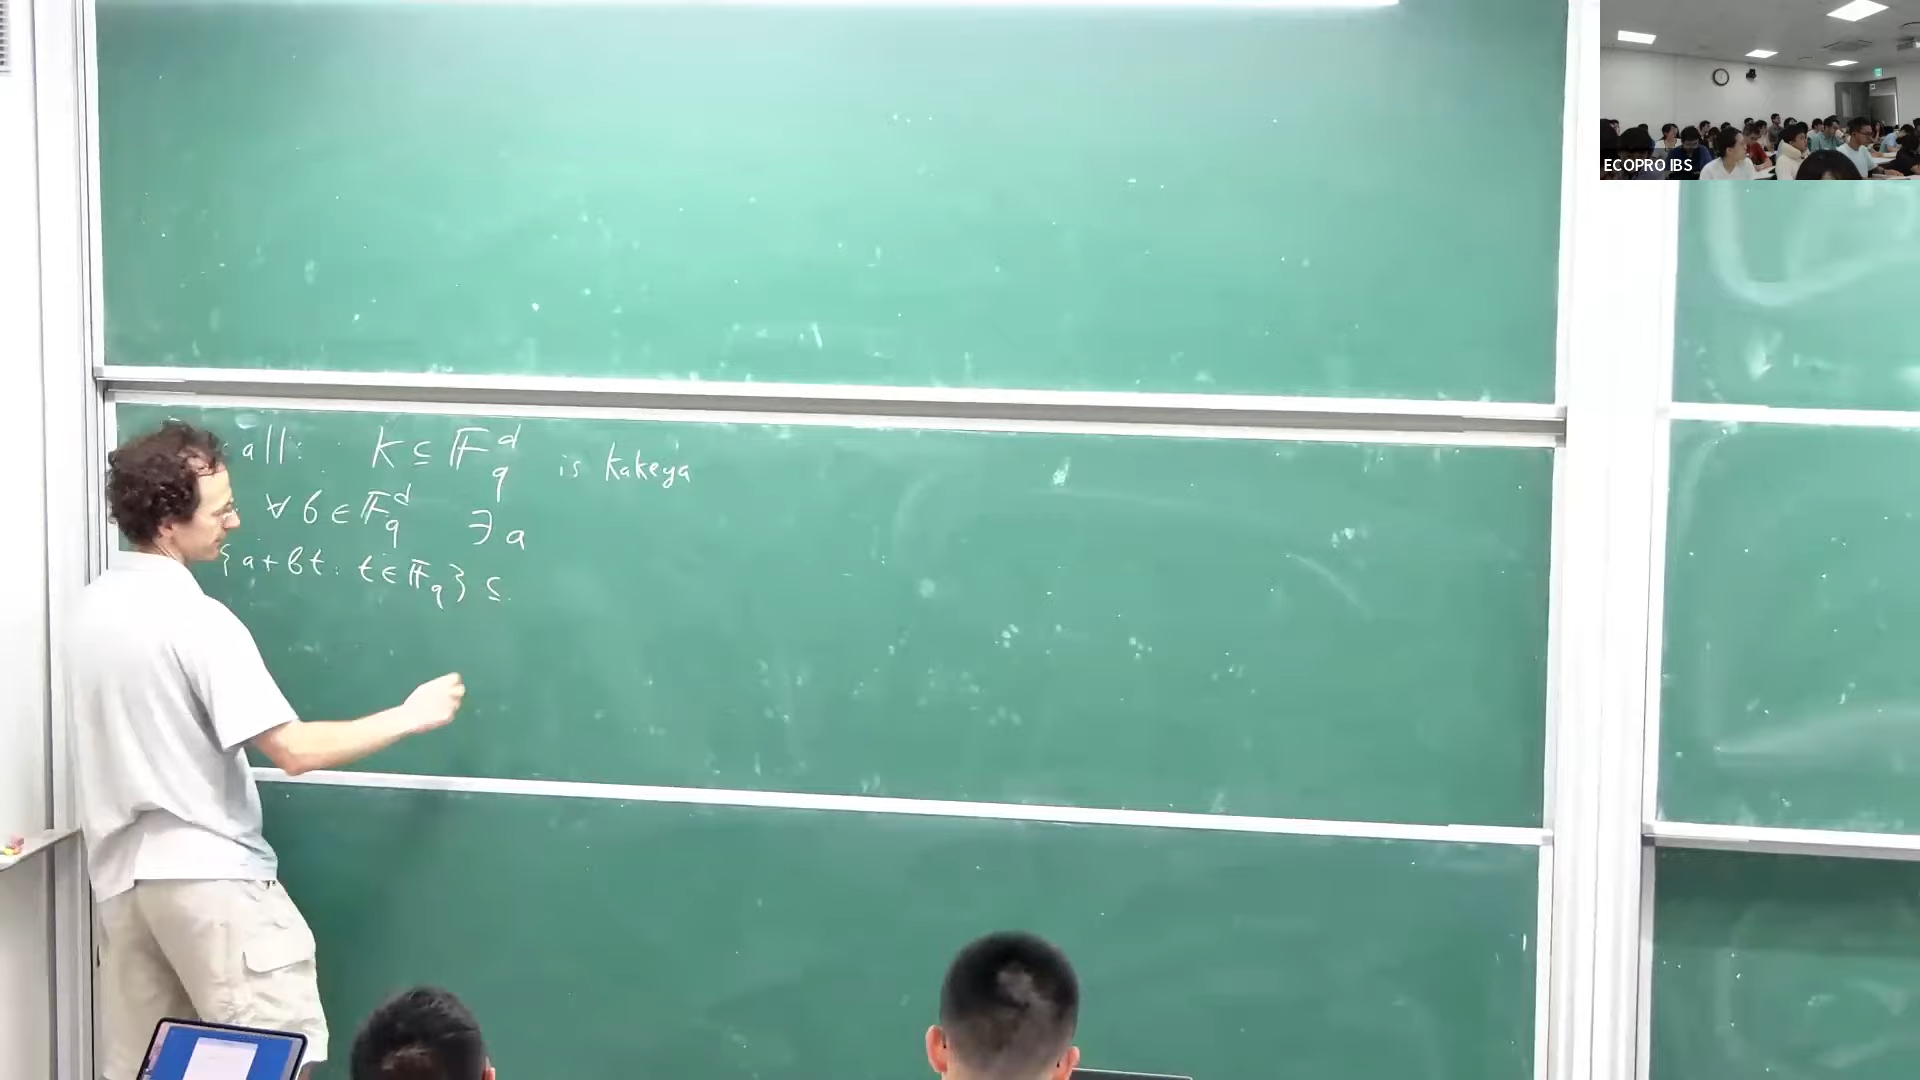 all: K ⊆ 𝔽_q^d is Kakeya
∀ b ∈ 𝔽_q^d ∃ a
{a+bt: t∈𝔽_q} ⊆
ECOPRO IBS